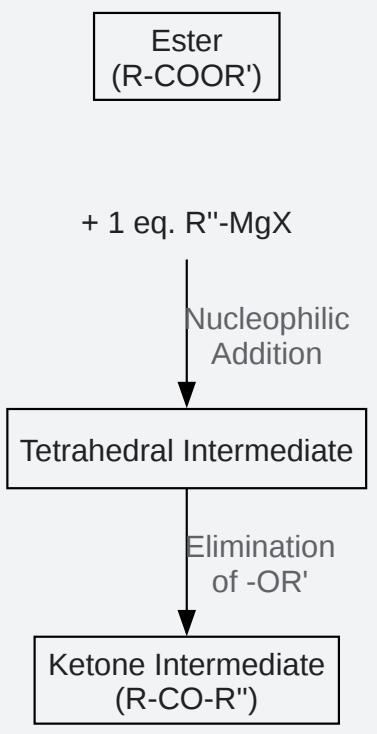 Ester
(R-COOR')
+ 1 eq. R''-MgX
Nucleophilic
Addition
Tetrahedral Intermediate
Elimination
of -OR'
Ketone Intermediate
(R-CO-R'')